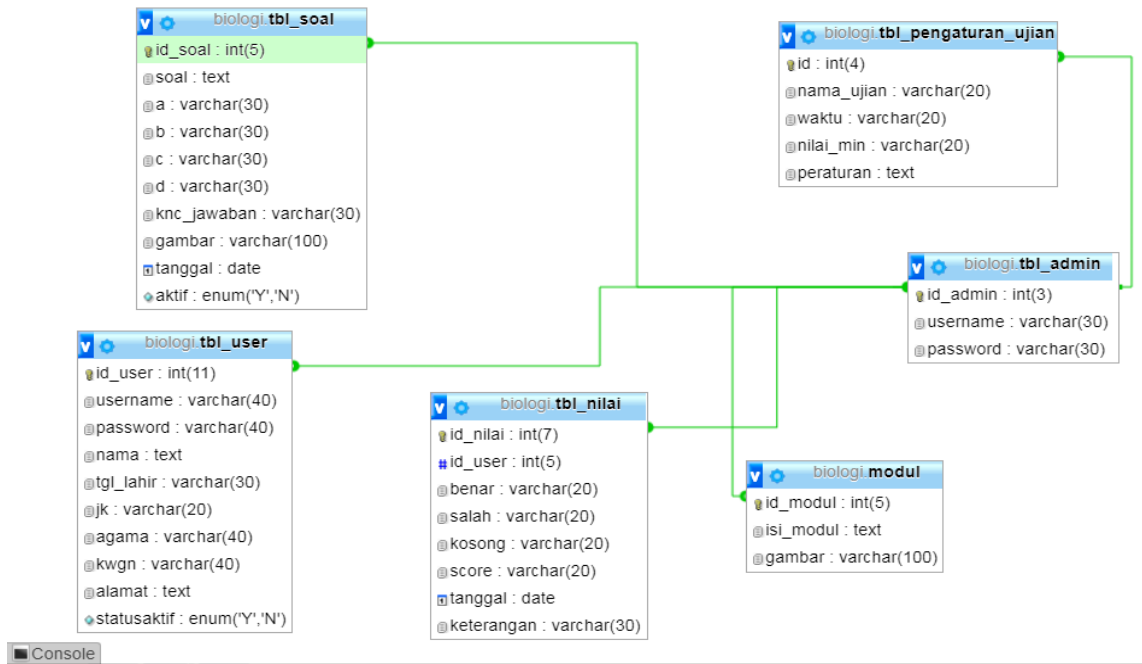 biologi.tbl_soal
id_soal : int(5)
soal : text
a : varchar(30)
b : varchar(30)
c : varchar(30)
d : varchar(30)
knc_jawaban : varchar(30)
gambar : varchar(100)
tanggal : date
aktif : enum('Y','N')
biologi.tbl_pengaturan_ujian
id : int(4)
nama_ujian : varchar(20)
waktu : varchar(20)
nilai_min : varchar(20)
peraturan : text
biologi.tbl_admin
id_admin : int(3)
username : varchar(30)
password : varchar(30)
biologi.tbl_user
id_user : int(11)
username : varchar(40)
password : varchar(40)
nama : text
tgl_lahir : varchar(30)
jk : varchar(20)
agama : varchar(40)
kwgn : varchar(40)
alamat : text
statusaktif : enum('Y','N')
biologi.tbl_nilai
id_nilai : int(7)
id_user : int(5)
benar : varchar(20)
salah : varchar(20)
kosong : varchar(20)
score : varchar(20)
tanggal : date
keterangan : varchar(30)
biologi.modul
id_modul : int(5)
isi_modul : text
gambar : varchar(100)
Console